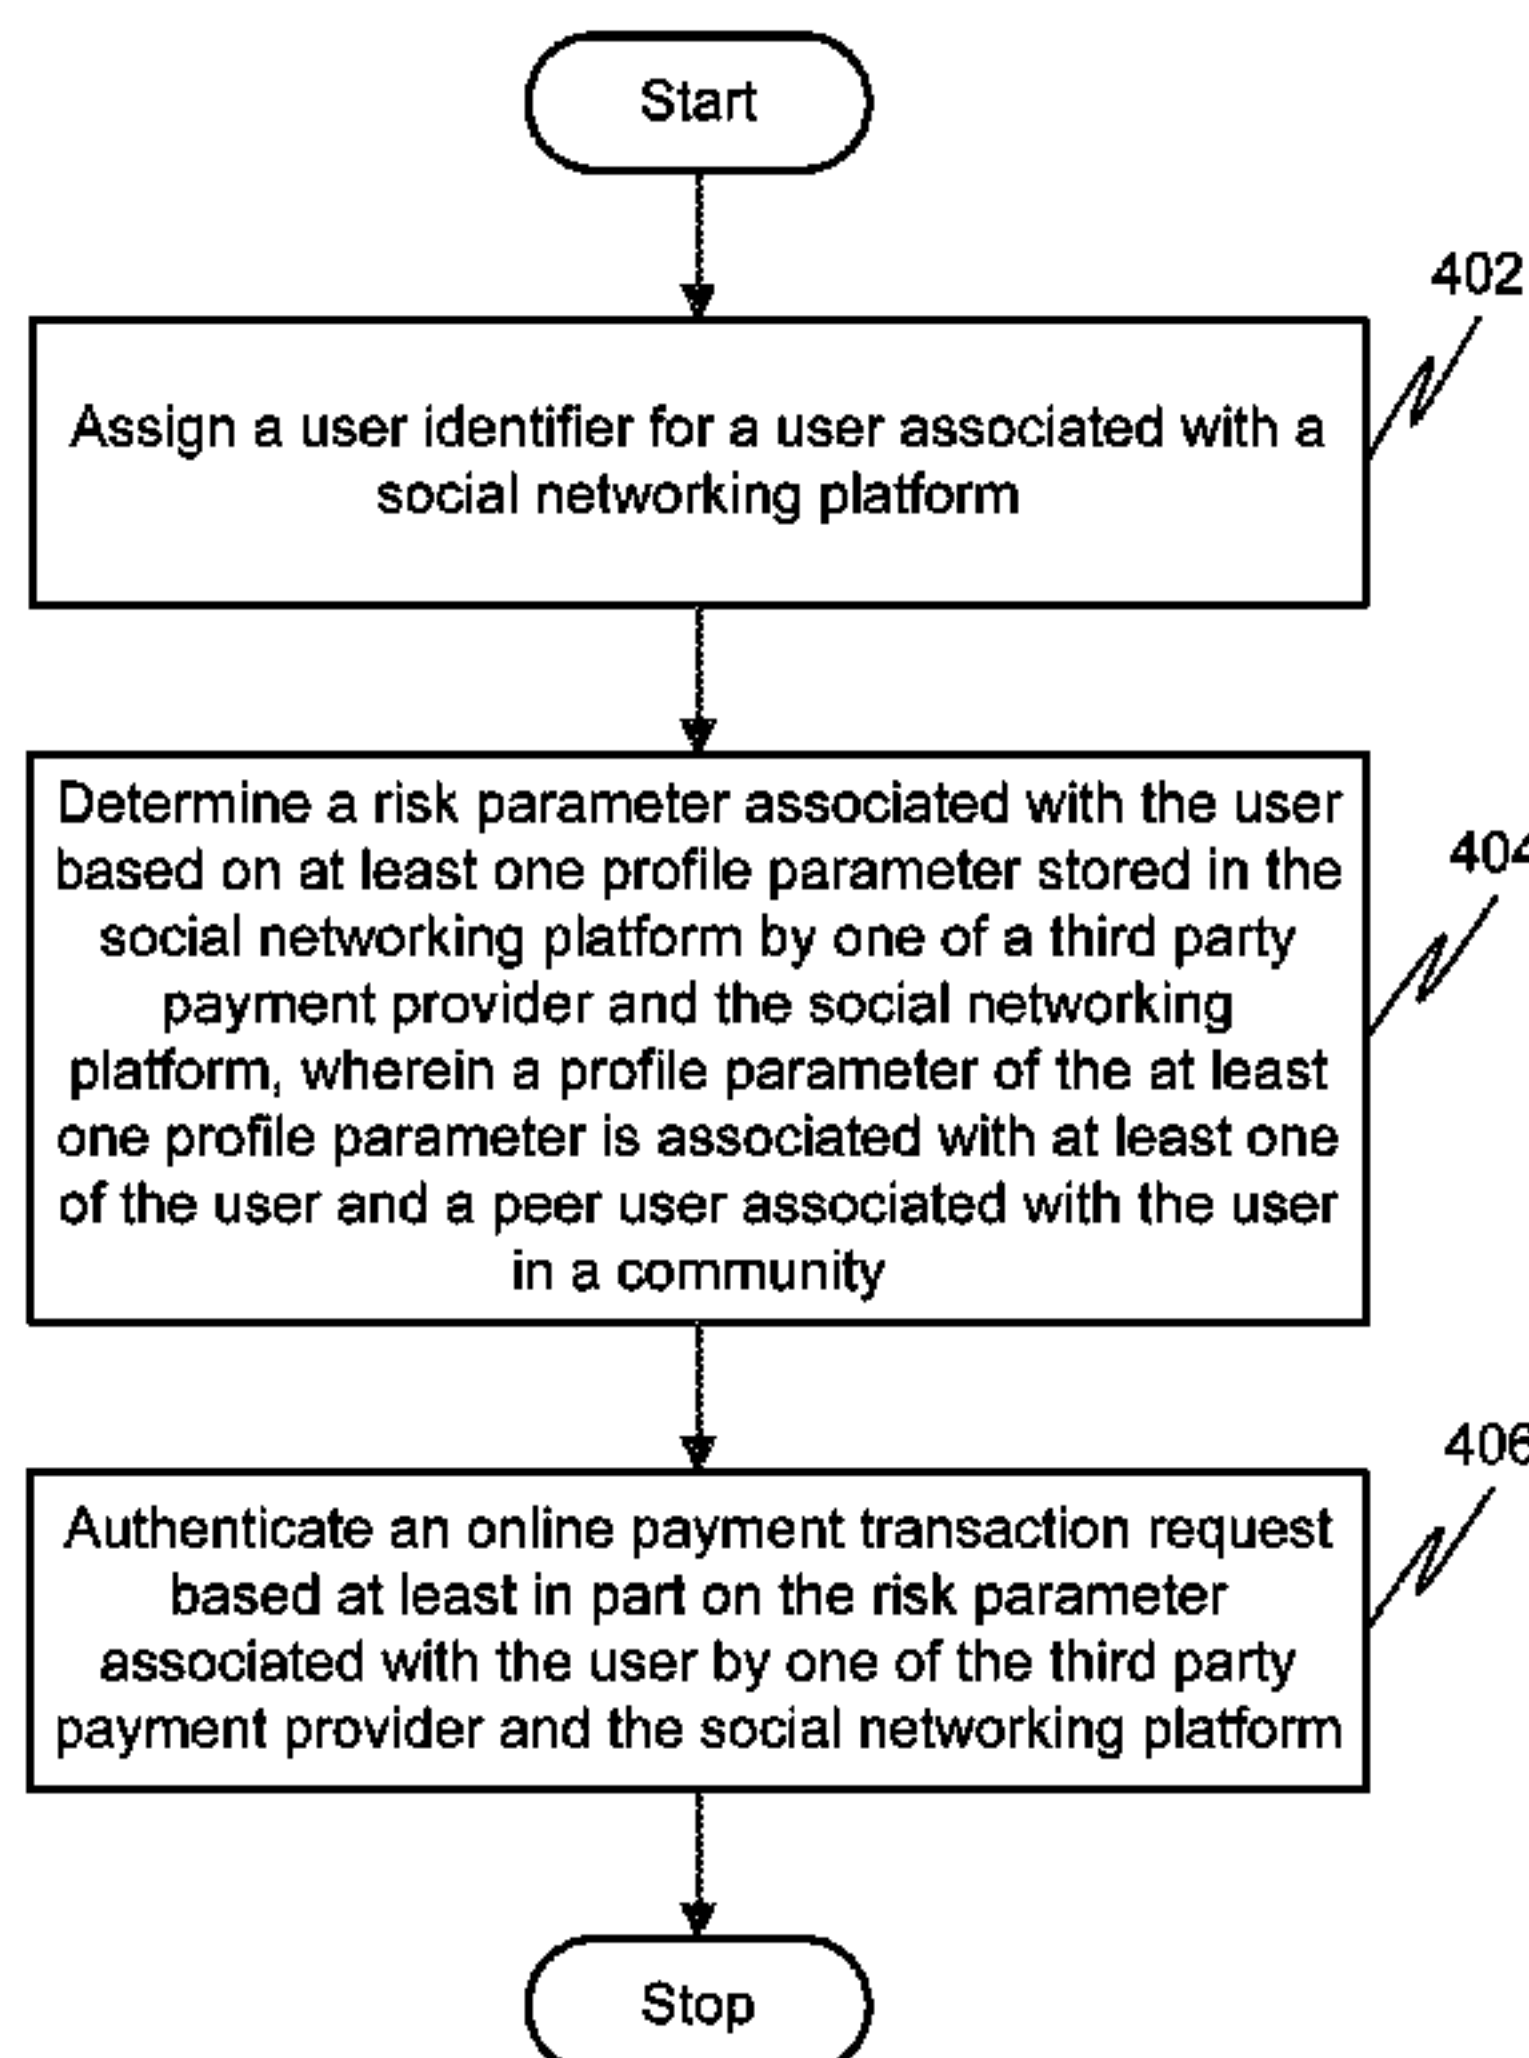 Start
402
Assign a user identifier for a user associated with a
social networking platform
Determine a risk parameter associated with the user
based on at least one profile parameter stored in the
social networking platform by one of a third party
payment provider and the social networking
platform, wherein a profile parameter of the at least
one profile parameter is associated with at least one
of the user and a peer user associated with the user
in a community
404
406
Authenticate an online payment transaction request
based at least in part on the risk parameter
associated with the user by one of the third party
payment provider and the social networking platform
Stop